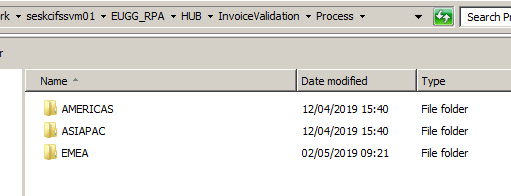 rk ▸ seskcifssvm01 ▸ EUGG_RPA ▸ HUB ▸ InvoiceValidation ▸ Process ▸ Search Pr
r
Name Date modified Type
AMERICAS 12/04/2019 15:40 File folder
ASIAPAC 12/04/2019 15:40 File folder
EMEA 02/05/2019 09:21 File folder